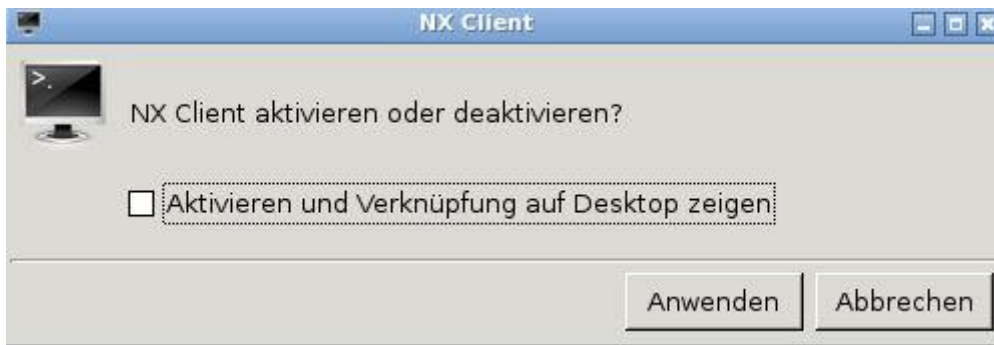 NX Client
>.
NX Client aktivieren oder deaktivieren?
Aktivieren und Verknüpfung auf Desktop zeigen
Anwenden Abbrechen